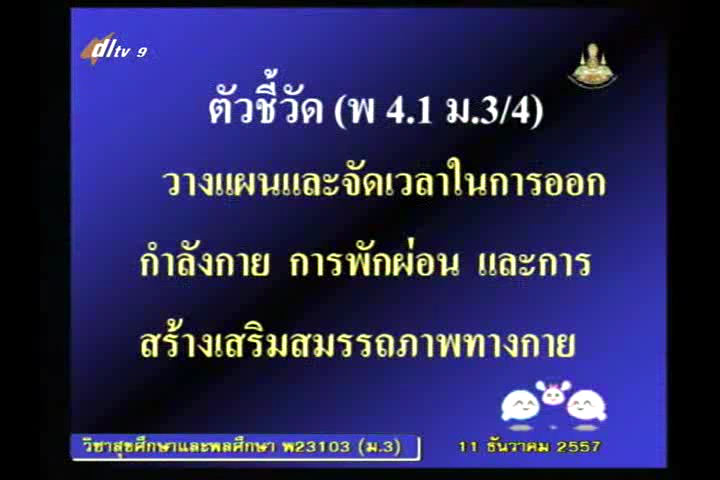 dltv 9
ตัวชี้วัด (พ 4.1 ม.3/4)
วางแผนและจัดเวลาในการออก
กำลังกาย การพักผ่อน และการ
สร้างเสริมสมรรถภาพทางกาย
วิชาสุขศึกษาและพลศึกษา พ23103 (ม.3) 11 ธันวาคม 2557